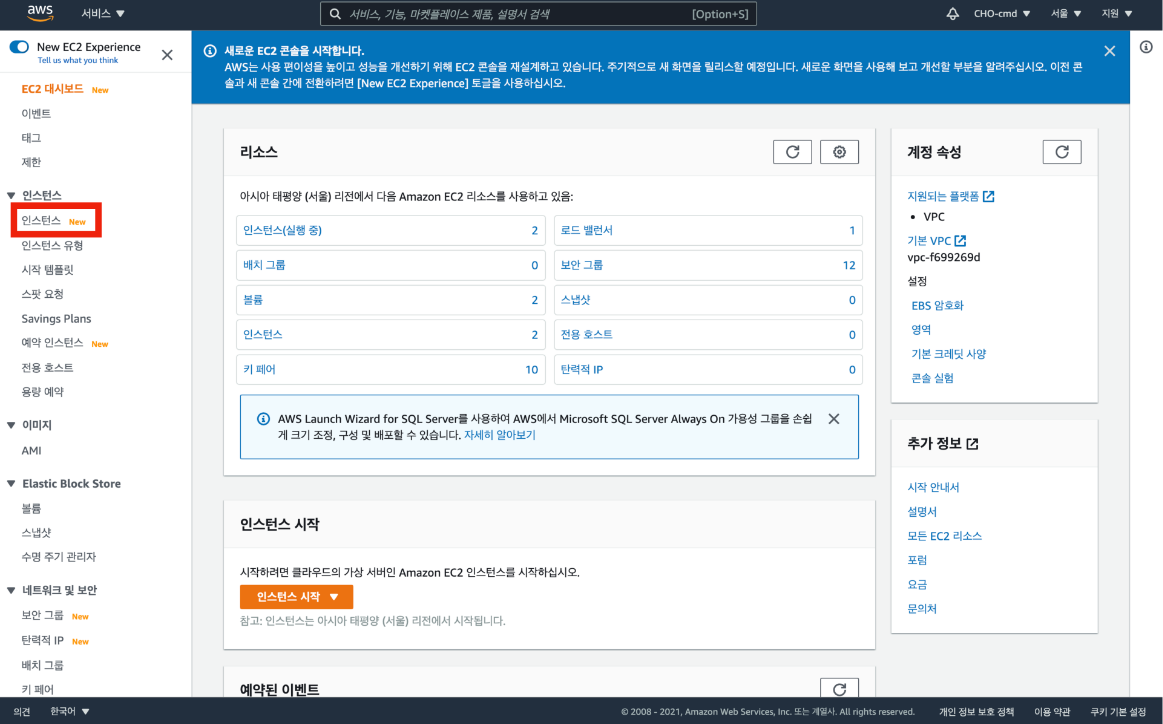 aws
서비스 ▼
서비스, 기능, 마켓플레이스 제품, 설명서 검색 [Option+S]
CHO-cmd ▼ 서울 ▼ 지원 ▼
New EC2 Experience
Tell us what you think
EC2 대시보드 New
이벤트
태그
제한
▼ 인스턴스
인스턴스 New
인스턴스 유형
시작 템플릿
스팟 요청
Savings Plans
예약 인스턴스 New
전용 호스트
용량 예약
▼ 이미지
AMI
▼ Elastic Block Store
볼륨
스냅샷
수명 주기 관리자
▼ 네트워크 및 보안
보안 그룹 New
탄력적 IP New
배치 그룹
키 페어
새로운 EC2 콘솔을 시작합니다.
AWS는 사용 편이성을 높이고 성능을 개선하기 위해 EC2 콘솔을 재설계하고 있습니다. 주기적으로 새 화면을 릴리스할 예정입니다. 새로운 화면을 사용해 보고 개선할 부분을 알려주십시오. 이전 콘
솔과 새 콘솔 간에 전환하려면 [New EC2 Experience] 토글을 사용하십시오.
리소스
아시아 태평양 (서울) 리전에서 다음 Amazon EC2 리소스를 사용하고 있음:
인스턴스(실행 중) 2
로드 밸런서 1
배치 그룹 0
보안 그룹 12
볼륨 2
스냅샷 0
인스턴스 2
전용 호스트 0
키 페어 10
탄력적 IP 0
AWS Launch Wizard for SQL Server를 사용하여 AWS에서 Microsoft SQL Server Always On 가용성 그룹을 손쉽
게 크기 조정, 구성 및 배포할 수 있습니다. 자세히 알아보기
인스턴스 시작
시작하려면 클라우드의 가상 서버인 Amazon EC2 인스턴스를 시작하십시오.
인스턴스 시작 ▼
참고: 인스턴스는 아시아 태평양 (서울) 리전에서 시작됩니다.
예약된 이벤트
계정 속성
지원되는 플랫폼
• VPC
기본 VPC
vpc-f699269d
설정
EBS 암호화
영역
기본 크레딧 사양
콘솔 실험
추가 정보
시작 안내서
설명서
모든 EC2 리소스
포럼
요금
문의처
의견 한국어 ▼
© 2008 - 2021, Amazon Web Services, Inc. 또는 계열사. All rights reserved. 개인 정보 보호 정책 이용 약관 쿠키 기본 설정